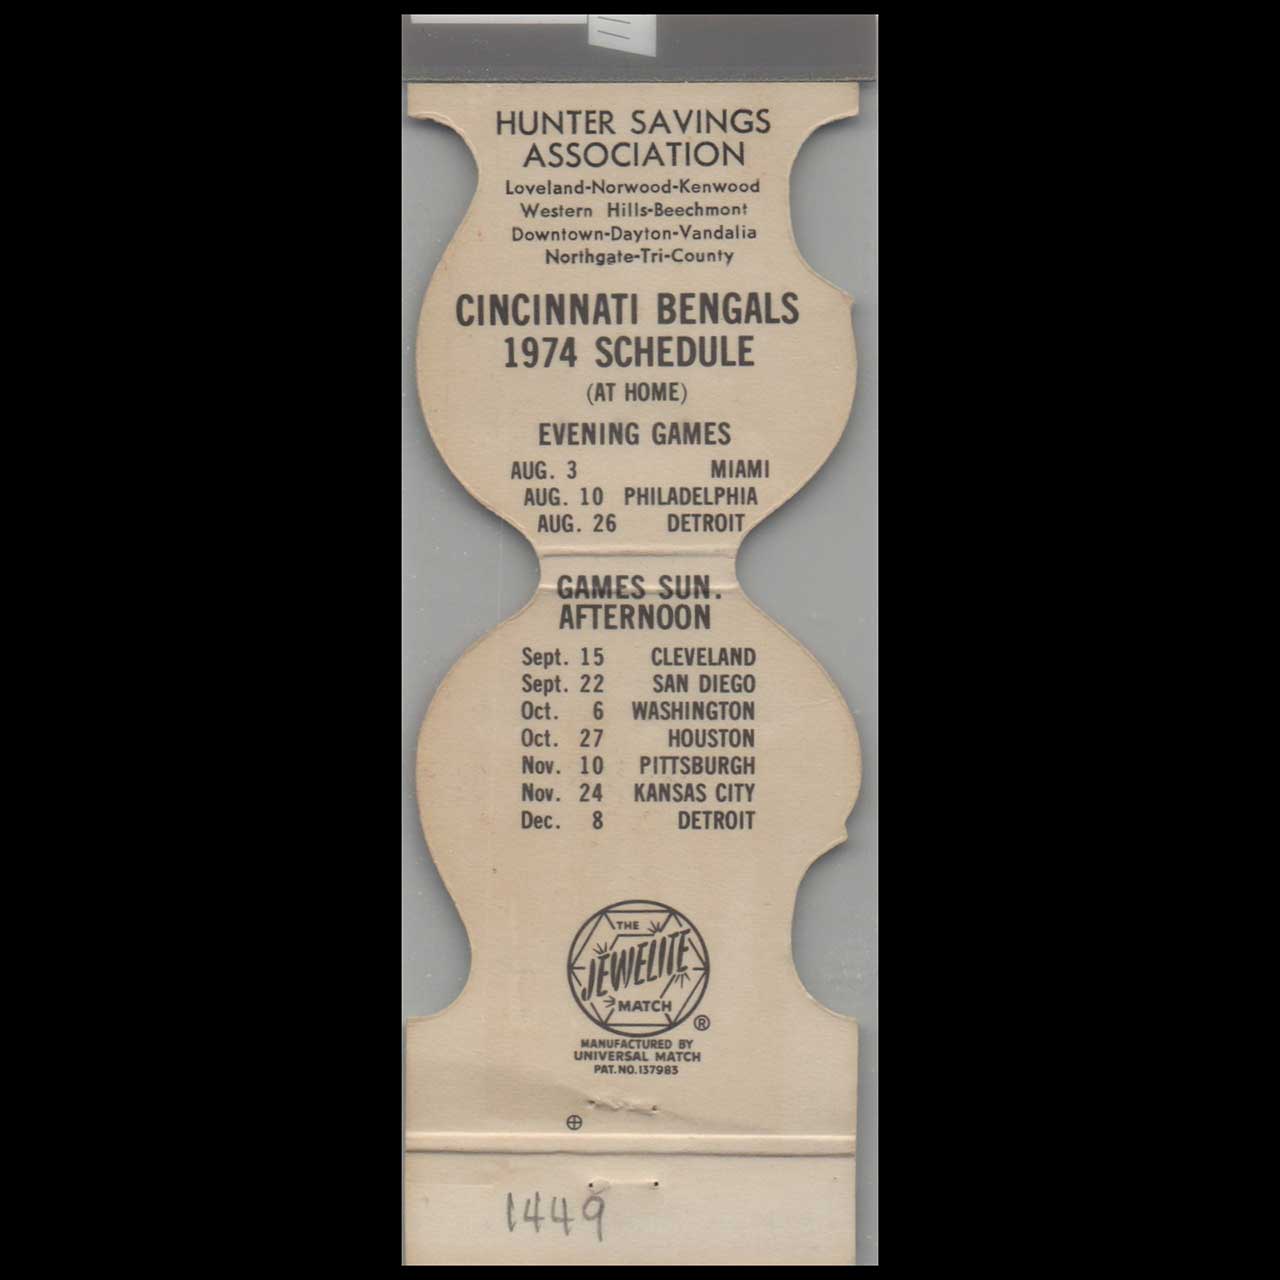 HUNTER SAVINGS
ASSOCIATION
Loveland-Norwood-Kenwood
Western Hills-Beechmont
Downtown-Dayton-Vandalia
Northgate-Tri-County
CINCINNATI BENGALS
1974 SCHEDULE
(AT HOME)
EVENING GAMES
AUG. 3 MIAMI
AUG. 10 PHILADELPHIA
AUG. 26 DETROIT
GAMES SUN.
AFTERNOON
Sept. 15 CLEVELAND
Sept. 22 SAN DIEGO
Oct. 6 WASHINGTON
Oct. 27 HOUSTON
Nov. 10 PITTSBURGH
Nov. 24 KANSAS CITY
Dec. 8 DETROIT
THE
JEWELITE
MATCH
®
MANUFACTURED BY
UNIVERSAL MATCH
PAT. NO. 137983
1449